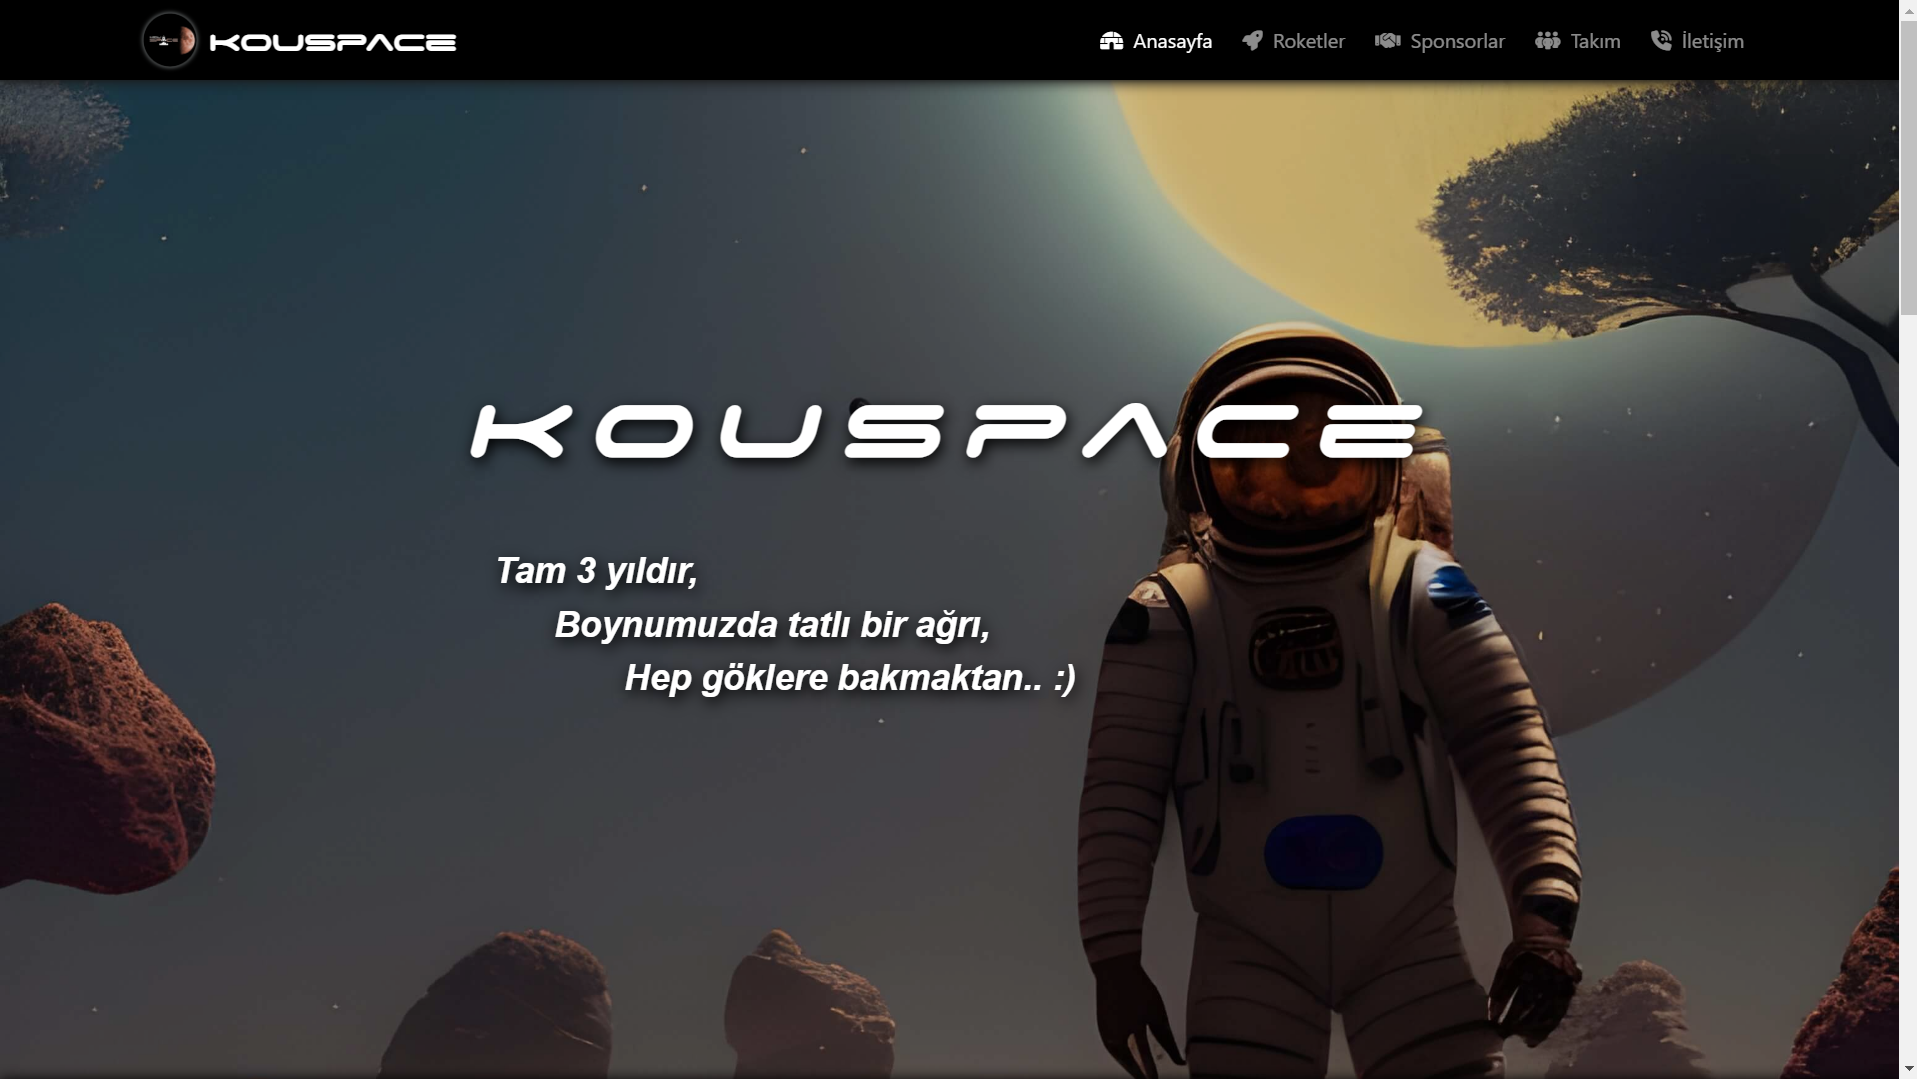 KOUSPACE
Anasayfa
Roketler
Sponsorlar
Takım
İletişim
KOUSPACE
Tam 3 yıldır,
Boynumuzda tatlı bir ağrı,
Hep göklere bakmaktan.. :)